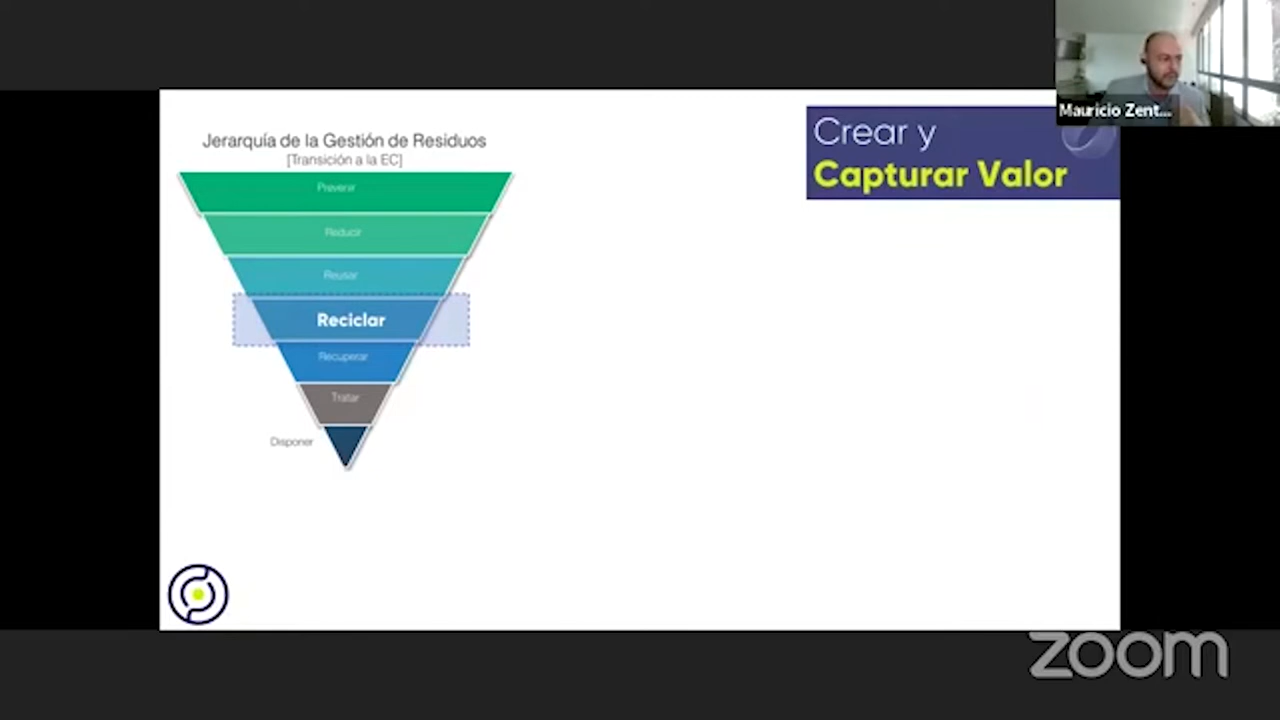 Mauricio Zent...
Crear y
Capturar Valor
Jerarquía de la Gestión de Residuos
[Transición a la EC]
Prevenir
Reducir
Reusar
Reciclar
Recuperar
Tratar
Disponer
zoom